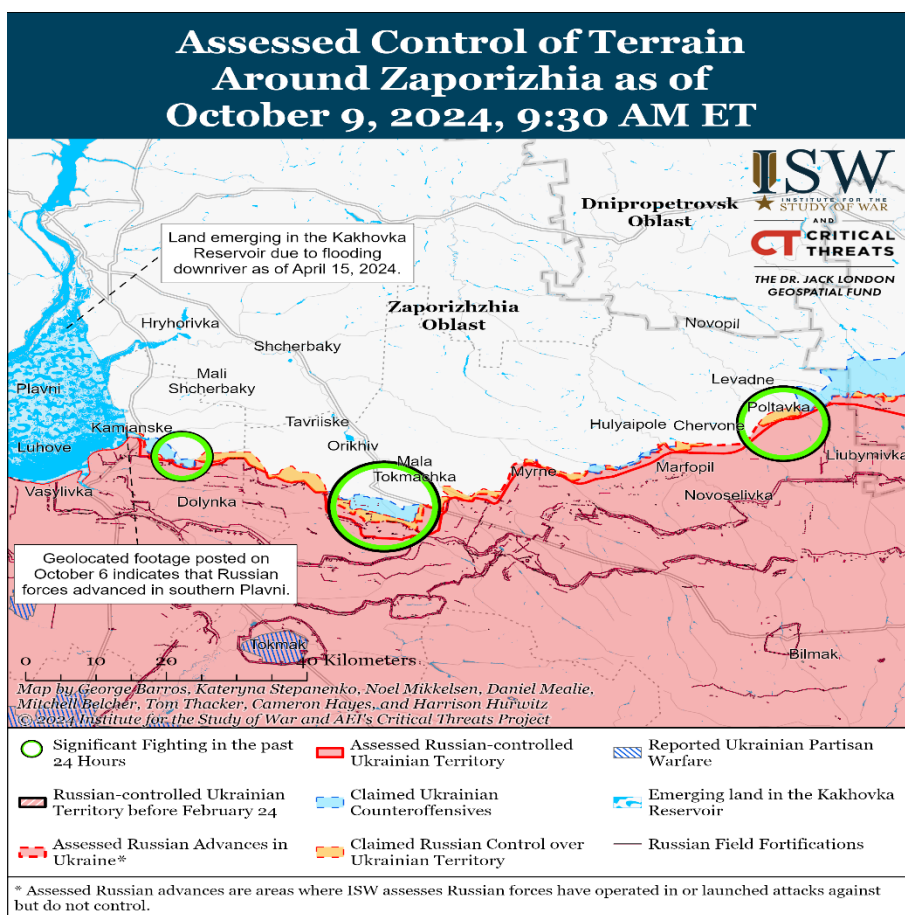 Assessed Control of Terrain
Around Zaporizhia as of
October 9, 2024, 9:30 AM ET
ISW
INSTITUTE FOR THE
STUDY OF WAR
AND
CT CRITICAL
THREATS
THE DR. JACK LONDON
GEOSPATIAL FUND
Dnipropetrovsk
Oblast
Land emerging in the Kakhovka
Reservoir due to flooding
downriver as of April 15, 2024.
Zaporizhzhia
Oblast
Hryhorivka
Novopil
Shcherbaky
Mali
Shcherbaky
Levadne
Plavni
Poltavka
Tavriiske
Kamjanske
Hulyaipole
Chervone
Orikhiv
Luhove
Mala
Tokmachka
Liubymivka
Myrne
Marfopil
Vasylivka
Dolynka
Novoselivka
Geolocated footage posted on
October 6 indicates that Russian
forces advanced in southern Plavni.
Tokmak
Bilmak
0 20 40 Kilometers
Map by George Barros, Kateryna Stepanenko, Noel Mikkelsen, Daniel Mealie,
Mitchell Belcher, Tom Thacker, Cameron Hayes, and Harrison Hurwitz
© 2024 Institute for the Study of War and AEI's Critical Threats Project
Significant Fighting in the past
24 Hours
Assessed Russian-controlled
Ukrainian Territory
Reported Ukrainian Partisan
Warfare
Russian-controlled Ukrainian
Territory before February 24
Claimed Ukrainian
Counteroffensives
Emerging land in the Kakhovka
Reservoir
Assessed Russian Advances in
Ukraine*
Claimed Russian Control over
Ukrainian Territory
Russian Field Fortifications
* Assessed Russian advances are areas where ISW assesses Russian forces have operated in or launched attacks against
but do not control.